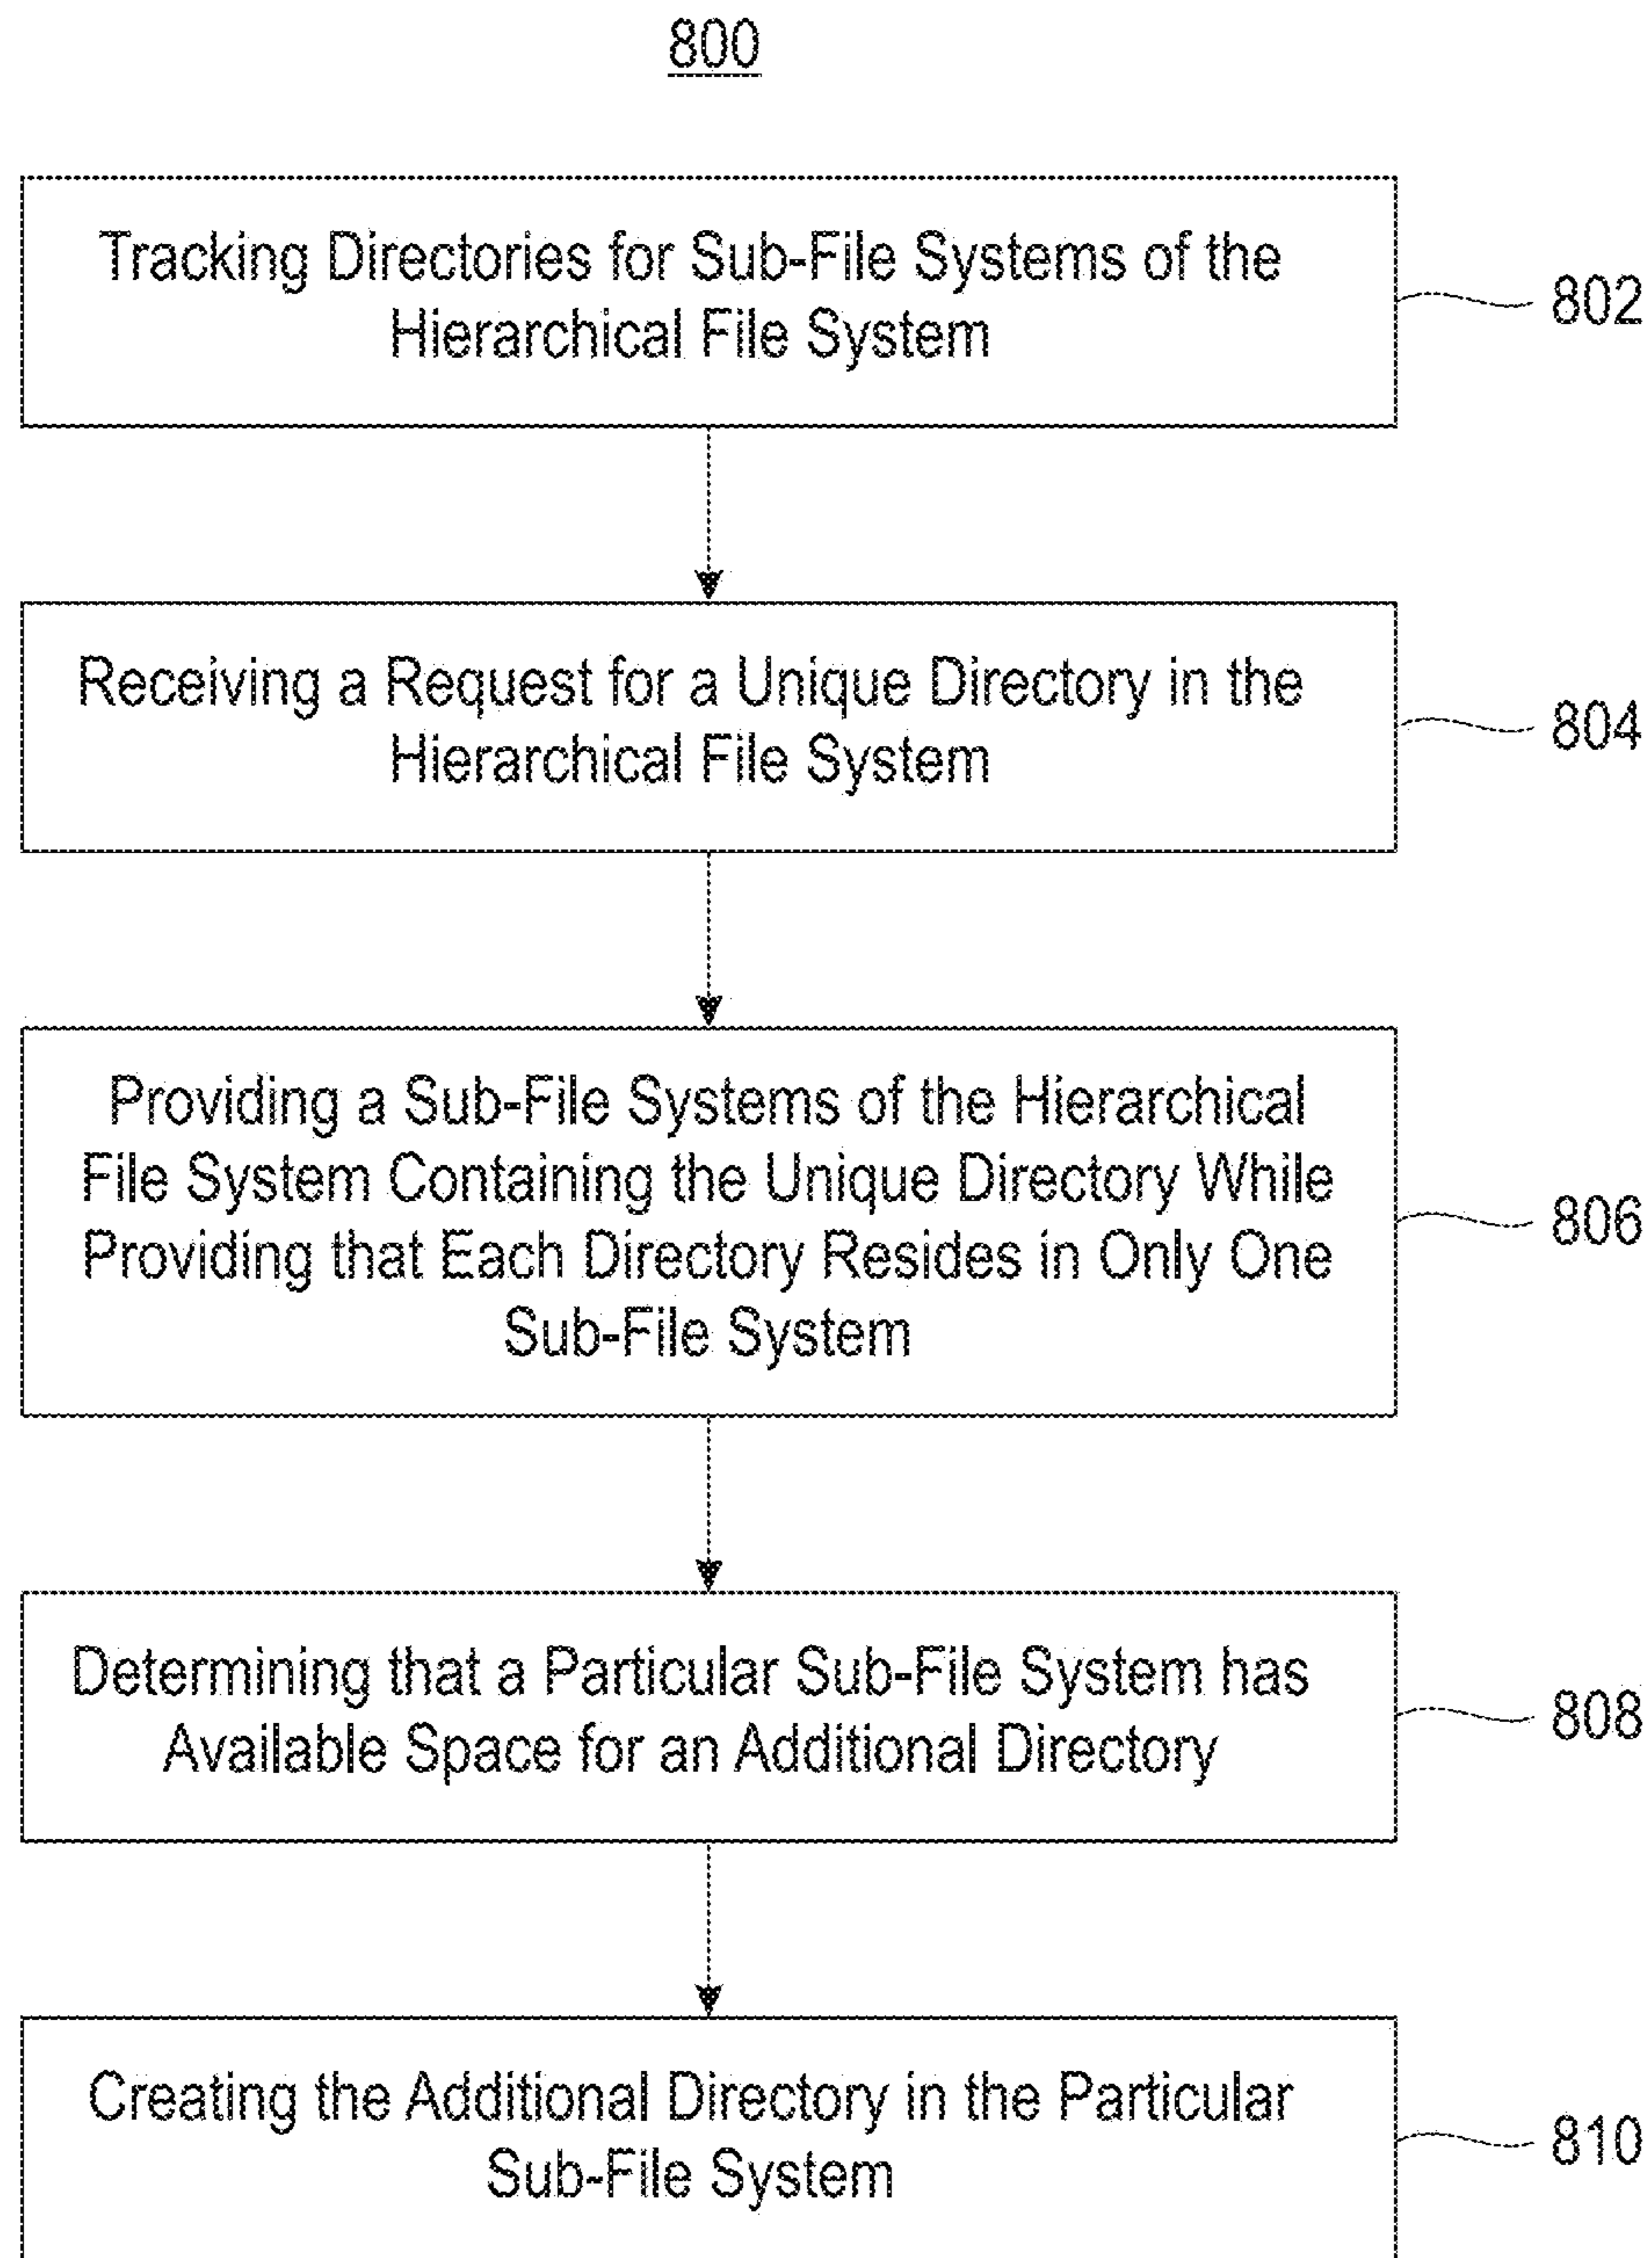 800
Tracking Directories for Sub-File Systems of the
Hierarchical File System
802
Receiving a Request for a Unique Directory in the
Hierarchical File System
804
Providing a Sub-File Systems of the Hierarchical
File System Containing the Unique Directory While
Providing that Each Directory Resides in Only One
Sub-File System
806
Determining that a Particular Sub-File System has
Available Space for an Additional Directory
808
Creating the Additional Directory in the Particular
Sub-File System
810